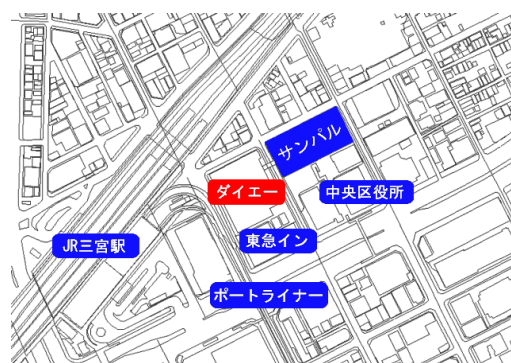 サンパル
ダイエー
中央区役所
東急イン
JR三宮駅
ポートライナー